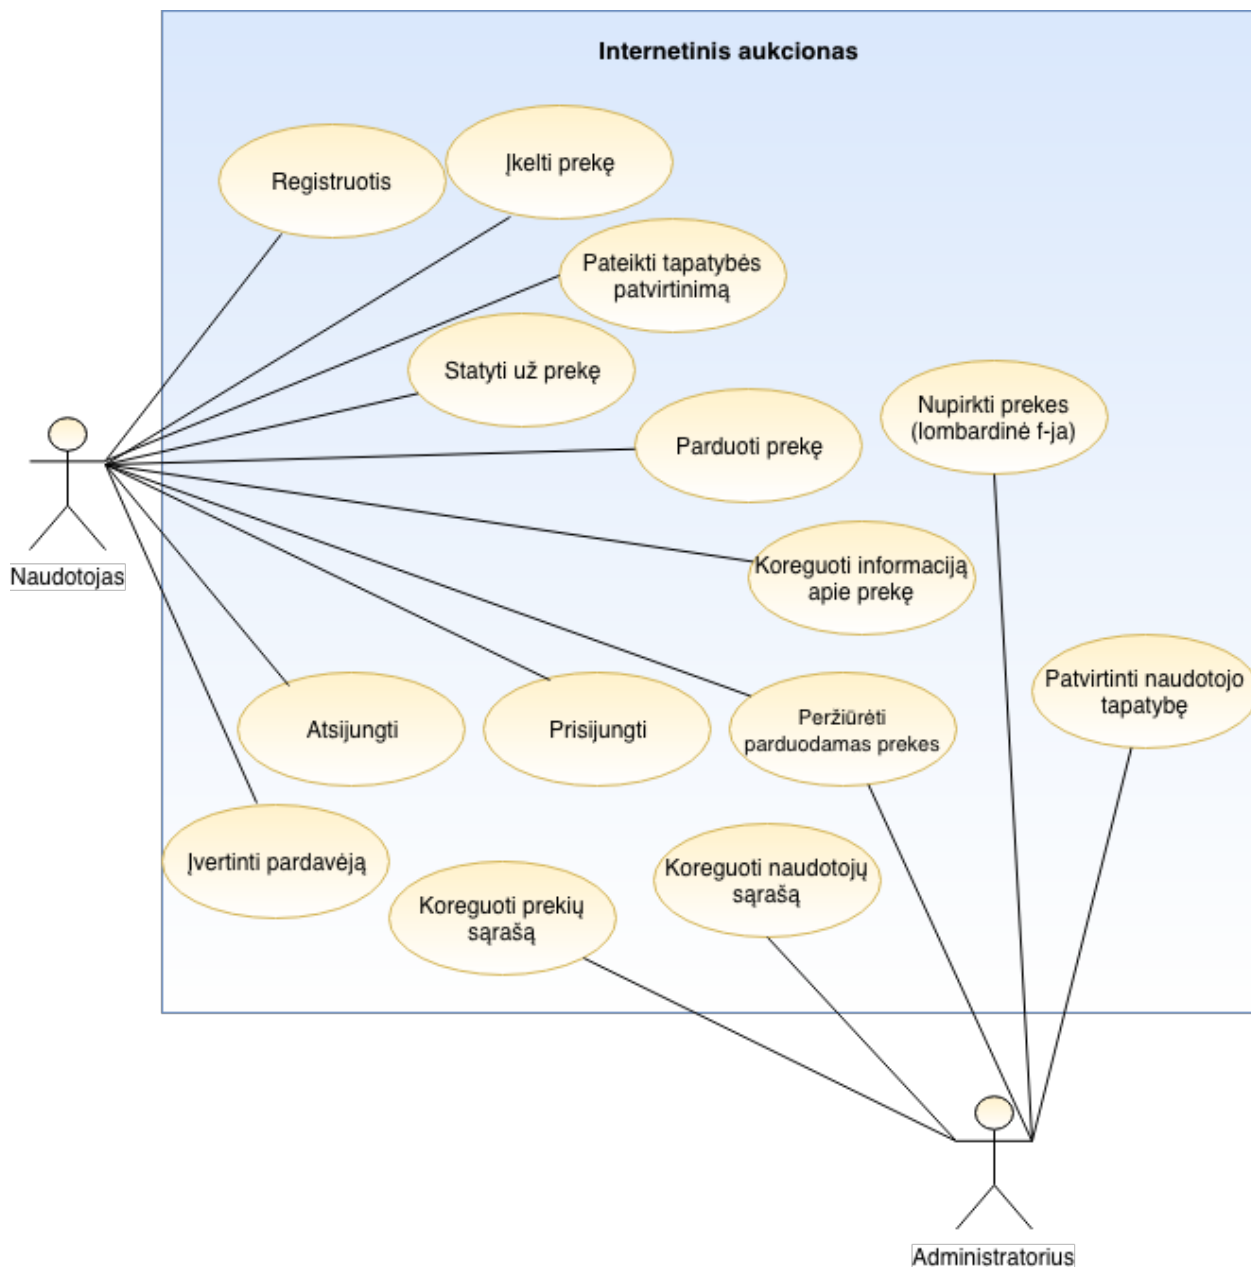 Internetinis aukcionas
Registruotis
Įkelti prekę
Pateikti tapatybės
patvirtinimą
Statyti už prekę
Nupirkti prekes
(lombardinė f-ja)
Parduoti prekę
Koreguoti informaciją
apie prekę
Naudotojas
Patvirtinti naudotojo
tapatybę
Atsijungti
Prisijungti
Peržiūrėti
parduodamas prekes
Įvertinti pardavėją
Koreguoti naudotojų
sąrašą
Koreguoti prekių
sąrašą
Administratorius